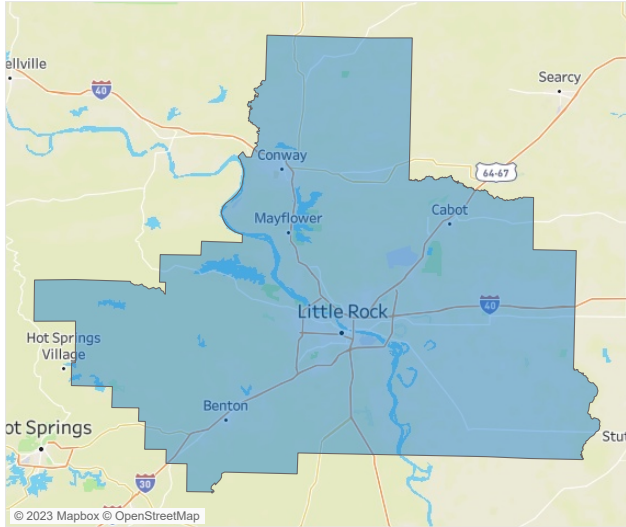 ellville
40
Searcy
Conway
64-67
Mayflower
Cabot
Little Rock
40
Hot Springs
Village
Benton
ot Springs
Stut
30
© 2023 Mapbox © OpenStreetMap